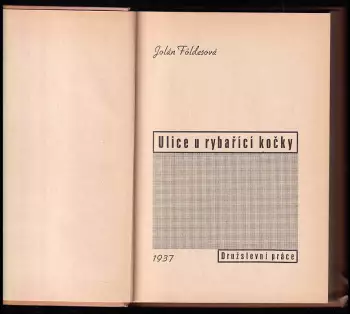 Jolán Földesová
Ulice u rybařící kočky
1937
Družstevní práce